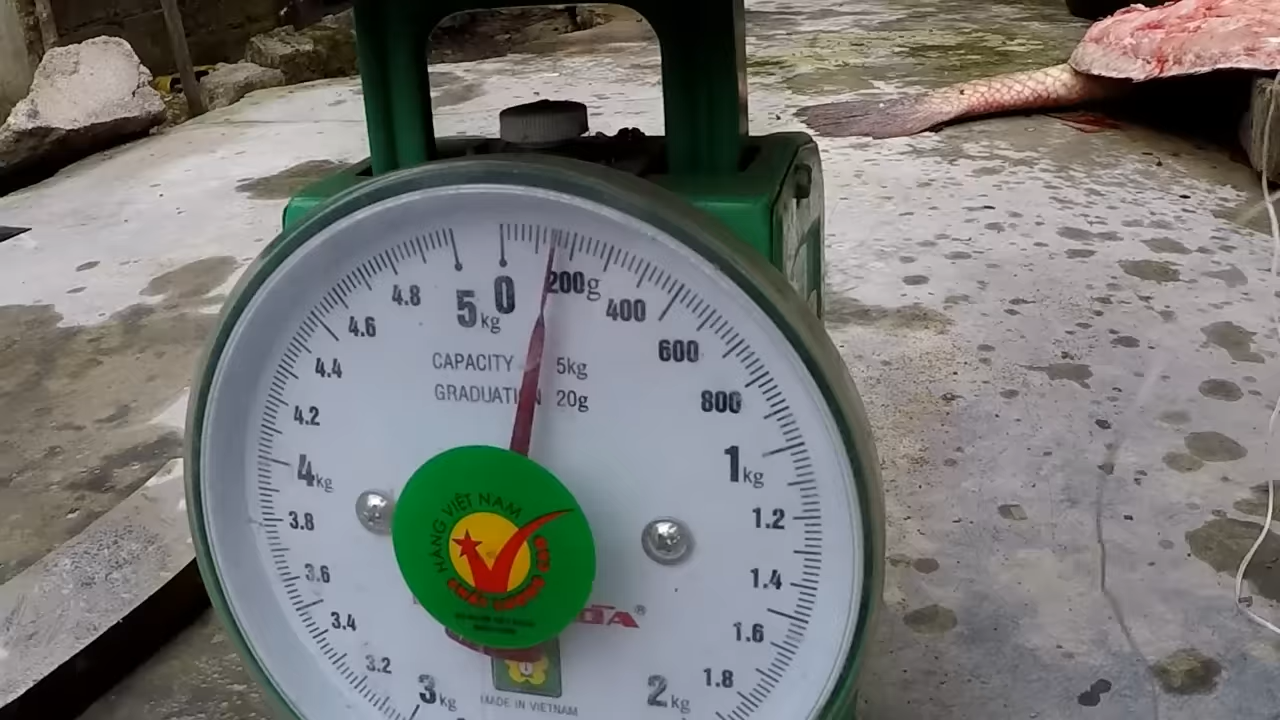 5kg 0 200g
4.8 400
4.6 600
4.4 800
CAPACITY 5kg
GRADUATI 20g
4.2 1kg
4kg 1.2
3.8 1.4
3.6 1.6
3.4 1.8
3.2 2kg
3kg
HÀNG VIỆT NAM
®
MADE IN VIETNAM